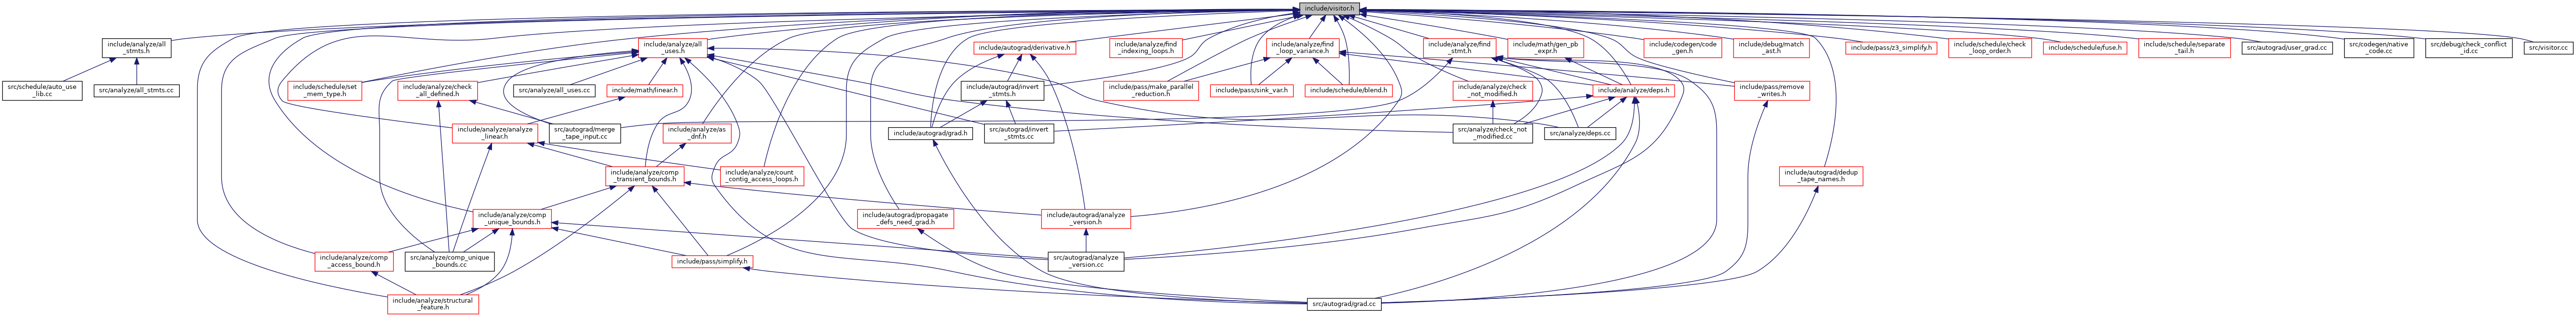 include/visitor.h
include/analyze/all
_stmts.h
include/analyze/all
_uses.h
include/autograd/derivative.h
include/analyze/find
_indexing_loops.h
include/analyze/find
_loop_variance.h
include/analyze/find
_stmt.h
include/math/gen_pb
_expr.h
include/codegen/code
_gen.h
include/debug/match
_ast.h
include/pass/z3_simplify.h
include/schedule/check
_loop_order.h
include/schedule/fuse.h
include/schedule/separate
_tail.h
src/autograd/user_grad.cc
src/codegen/native
_code.cc
src/debug/check_conflict
_id.cc
src/visitor.cc
src/schedule/auto_use
_lib.cc
src/analyze/all_stmts.cc
include/schedule/set
_mem_type.h
include/analyze/check
_all_defined.h
src/analyze/all_uses.cc
include/math/linear.h
include/autograd/invert
_stmts.h
include/pass/make_parallel
_reduction.h
include/pass/sink_var.h
include/schedule/blend.h
include/analyze/check
_not_modified.h
include/analyze/deps.h
include/pass/remove
_writes.h
include/analyze/analyze
_linear.h
src/autograd/merge
_tape_input.cc
include/analyze/as
_dnf.h
include/autograd/grad.h
src/autograd/invert
_stmts.cc
src/analyze/check_not
_modified.cc
src/analyze/deps.cc
include/analyze/comp
_transient_bounds.h
include/analyze/count
_contig_access_loops.h
include/autograd/dedup
_tape_names.h
include/analyze/comp
_unique_bounds.h
include/autograd/propagate
_defs_need_grad.h
include/autograd/analyze
_version.h
include/analyze/comp
_access_bound.h
src/analyze/comp_unique
_bounds.cc
include/pass/simplify.h
src/autograd/analyze
_version.cc
include/analyze/structural
_feature.h
src/autograd/grad.cc